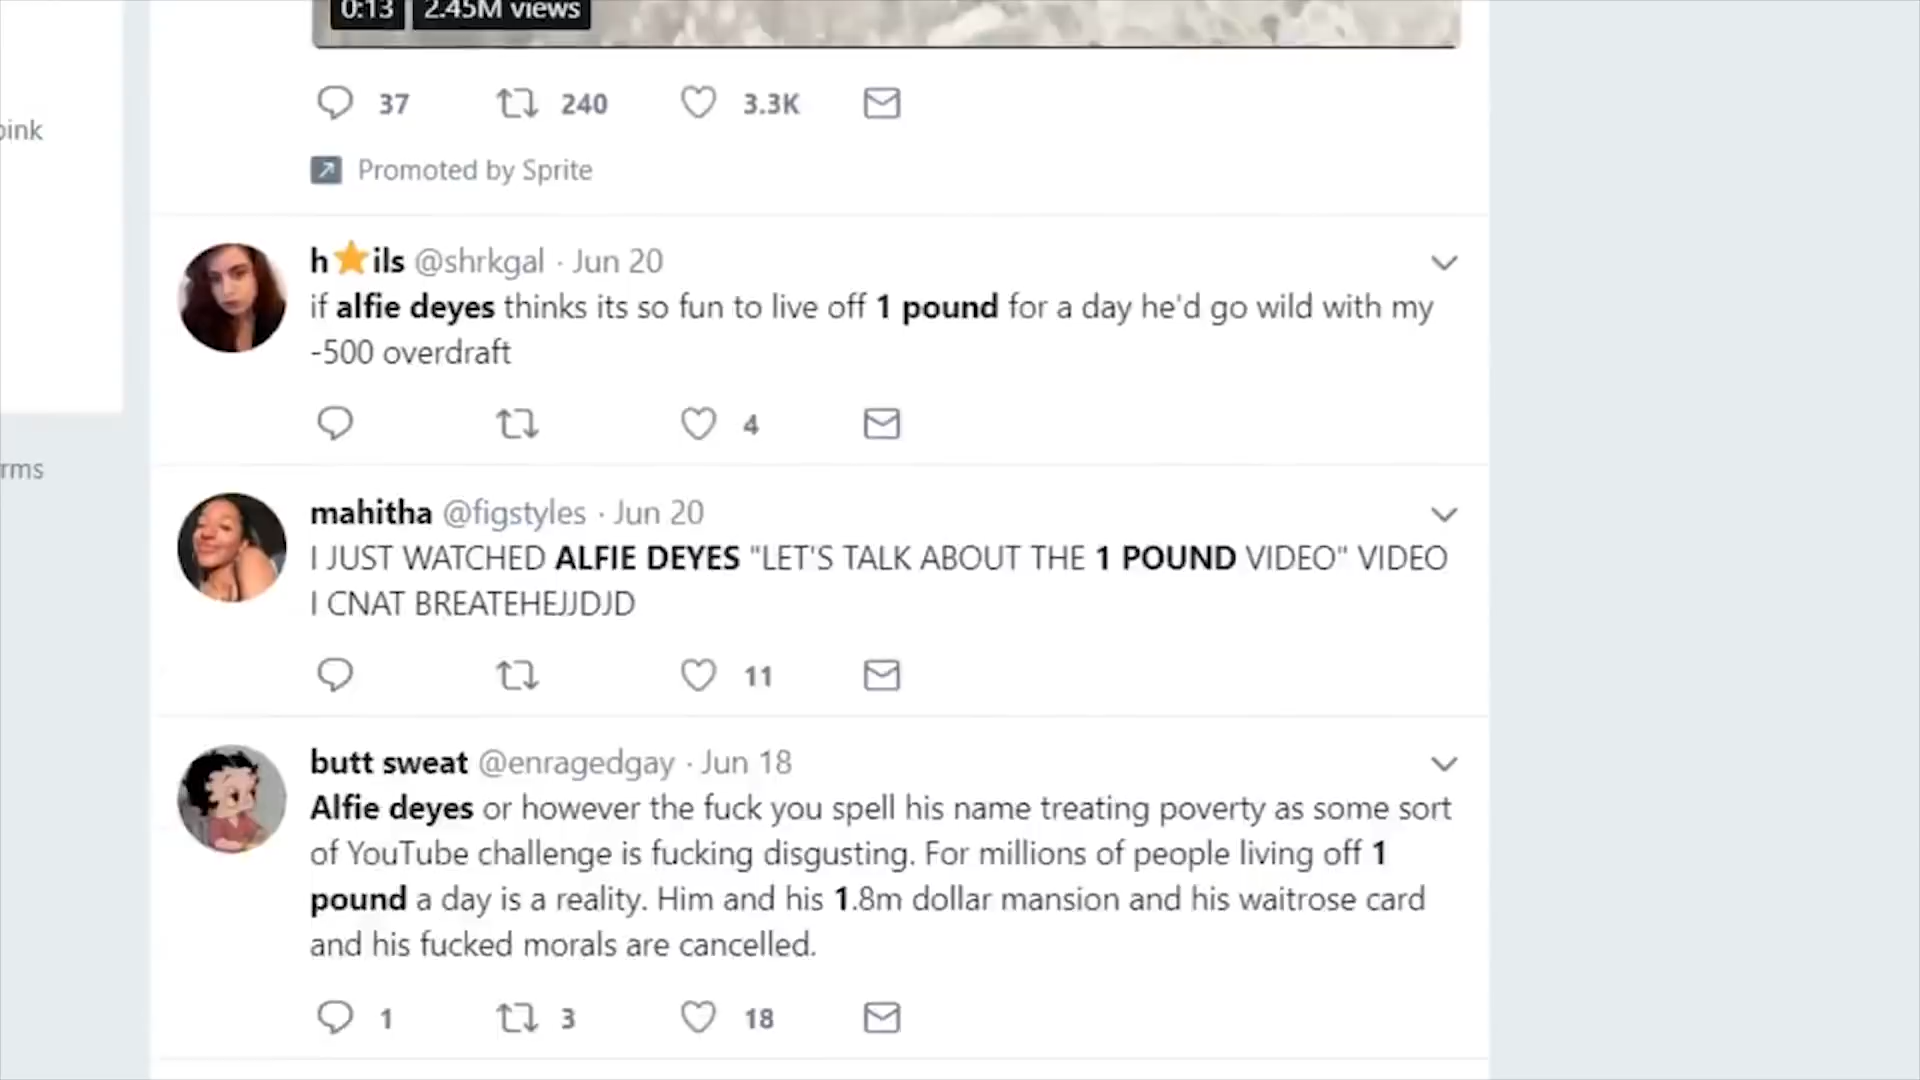 0:13 2.45M views
37 240 3.3K
oink
Promoted by Sprite
h⭐ils @shrkgal · Jun 20
if alfie deyes thinks its so fun to live off 1 pound for a day he'd go wild with my
-500 overdraft
4
rms
mahitha @figstyles · Jun 20
I JUST WATCHED ALFIE DEYES "LET'S TALK ABOUT THE 1 POUND VIDEO" VIDEO
I CNAT BREATEHEJJDJD
11
butt sweat @enragedgay · Jun 18
Alfie deyes or however the fuck you spell his name treating poverty as some sort
of YouTube challenge is fucking disgusting. For millions of people living off 1
pound a day is a reality. Him and his 1.8m dollar mansion and his waitrose card
and his fucked morals are cancelled.
1 3 18